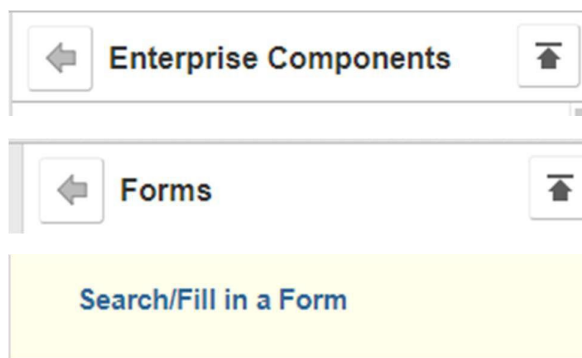 Enterprise Components
Forms
Search/Fill in a Form